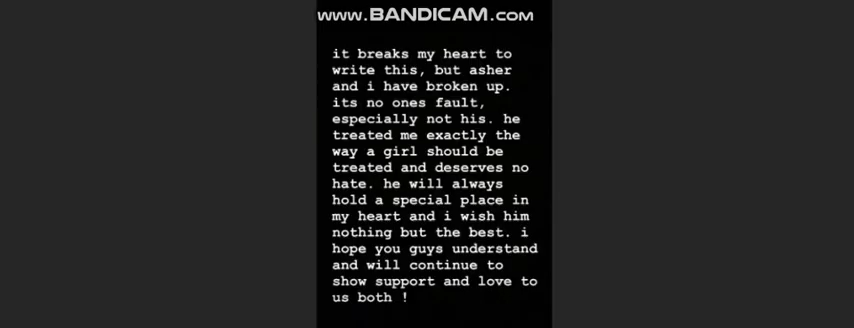 www.BANDICAM.com
it breaks my heart to
write this, but asher
and i have broken up.
its no ones fault,
especially not his. he
treated me exactly the
way a girl should be
treated and deserves no
hate. he will always
hold a special place in
my heart and i wish him
nothing but the best. i
hope you guys understand
and will continue to
show support and love to
us both !